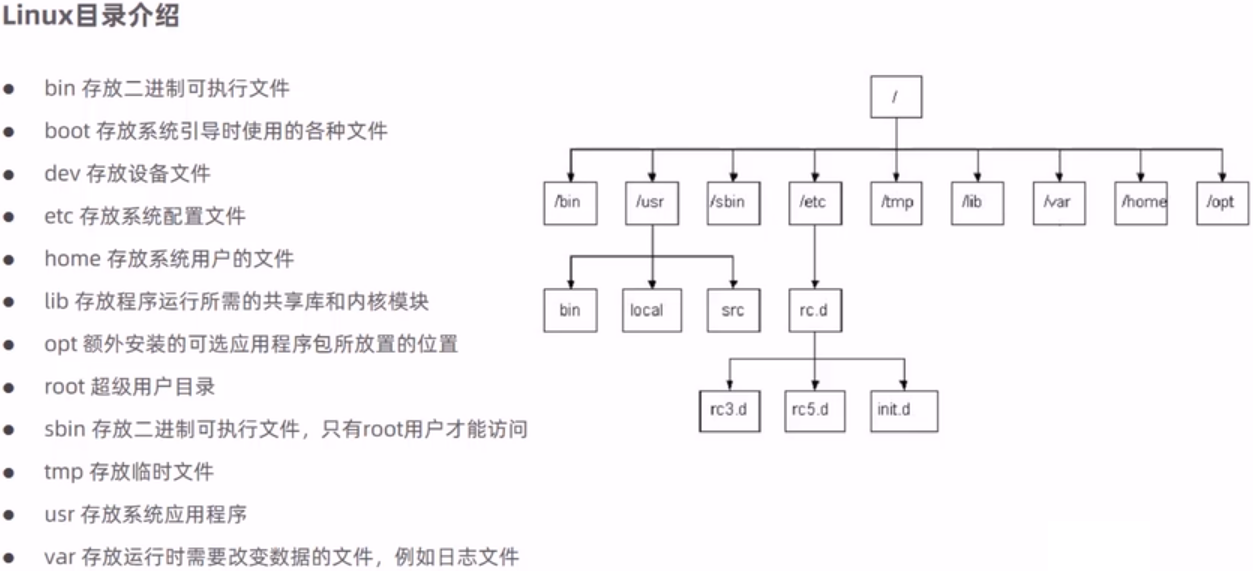 Linux目录介绍
● bin 存放二进制可执行文件
● boot 存放系统引导时使用的各种文件
● dev 存放设备文件
● etc 存放系统配置文件
● home 存放系统用户的文件
● lib 存放程序运行所需的共享库和内核模块
● opt 额外安装的可选应用程序包所放置的位置
● root 超级用户目录
● sbin 存放二进制可执行文件，只有root用户才能访问
● tmp 存放临时文件
● usr 存放系统应用程序
● var 存放运行时需要改变数据的文件，例如日志文件
/
/bin /usr /sbin /etc /tmp /lib /var /home /opt
bin local src rc.d
rc3.d rc5.d init.d